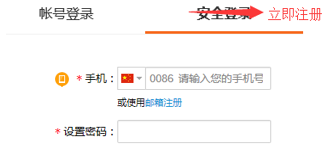 帐号登录 安全登录 立即注册
* 手机： 0086 请输入您的手机号
或使用邮箱注册
* 设置密码：